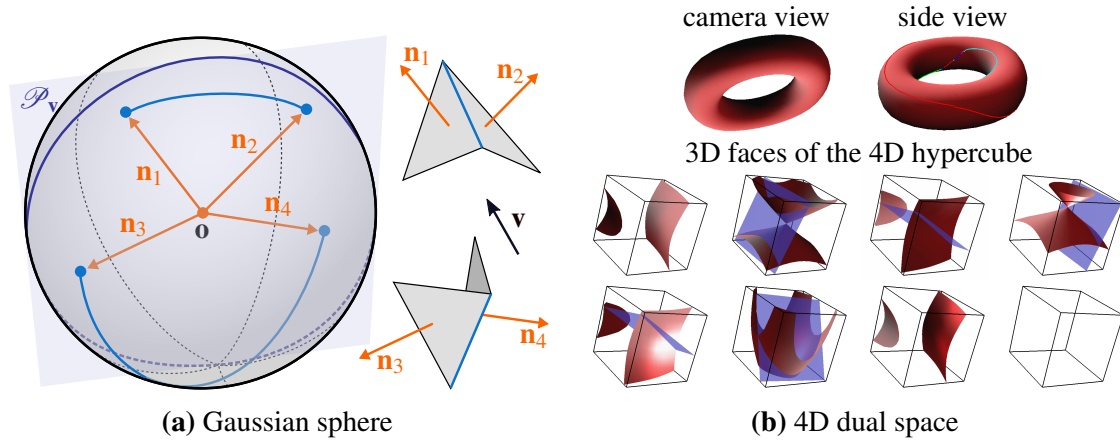 𝒫v
n1
n2
n3
n4
o
n1
n2
v
n3
n4
(a) Gaussian sphere
camera view
side view
3D faces of the 4D hypercube
(b) 4D dual space